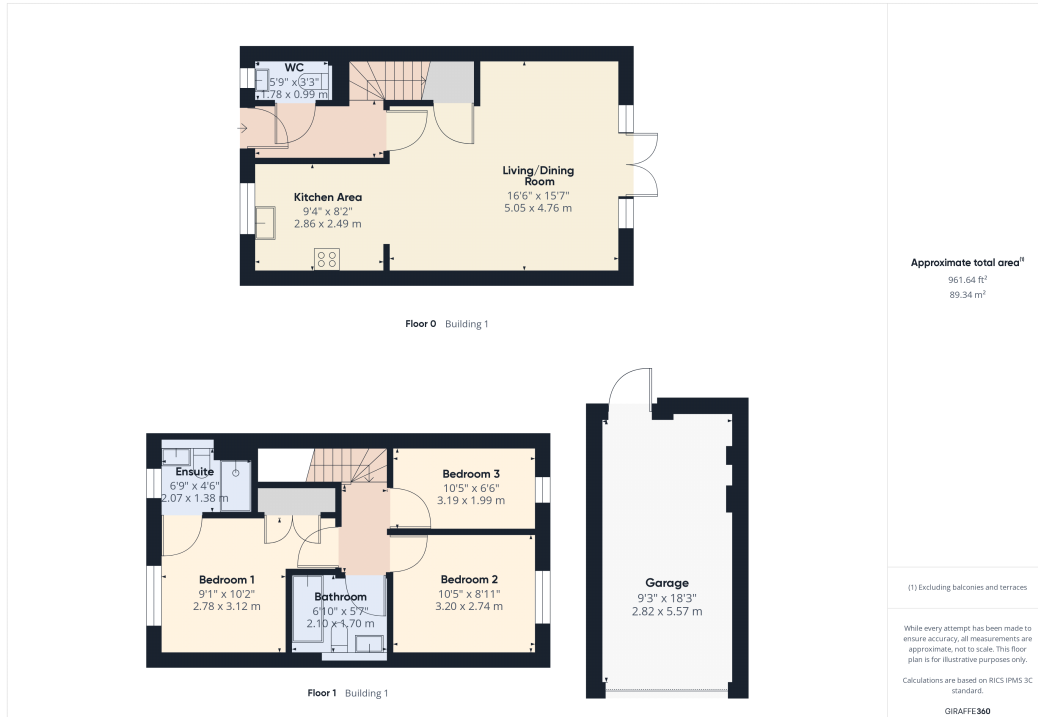 WC
5'9" x 3'3"
1.78 x 0.99 m
Living/Dining
Room
16'6" x 15'7"
5.05 x 4.76 m
Kitchen Area
9'4" x 8'2"
2.86 x 2.49 m
Floor 0 Building 1
Ensuite
6'9" x 4'6"
2.07 x 1.38 m
Bedroom 3
10'5" x 6'6"
3.19 x 1.99 m
Bedroom 1
9'1" x 10'2"
2.78 x 3.12 m
Bathroom
6'10" x 5'7"
2.10 x 1.70 m
Bedroom 2
10'5" x 8'11"
3.20 x 2.74 m
Garage
9'3" x 18'3"
2.82 x 5.57 m
Floor 1 Building 1
Approximate total area(1)
961.64 ft²
89.34 m²
(1) Excluding balconies and terraces
While every attempt has been made to
ensure accuracy, all measurements are
approximate, not to scale. This floor
plan is for illustrative purposes only.
Calculations are based on RICS IPMS 3C
standard.
GIRAFFE360